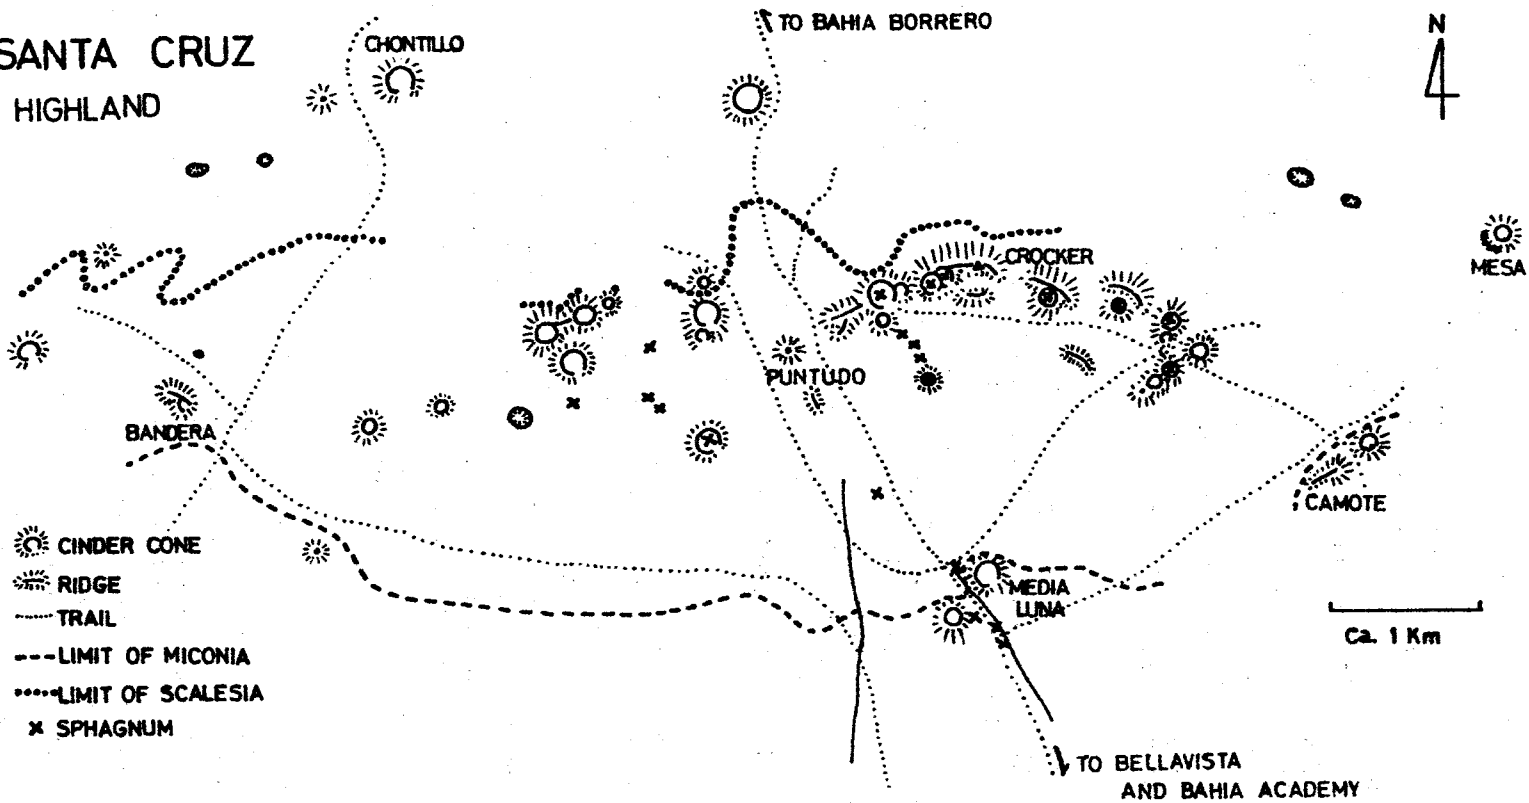 SANTA CRUZ
HIGHLAND
CHONTILLO
TO BAHIA BORRERO
N
CROCKER
MESA
PUNTUDO
BANDERA
CAMOTE
MEDIA
LUNA
CINDER CONE
RIDGE
TRAIL
LIMIT OF MICONIA
LIMIT OF SCALESIA
SPHAGNUM
Ca. 1 Km
TO BELLAVISTA
AND BAHIA ACADEMY